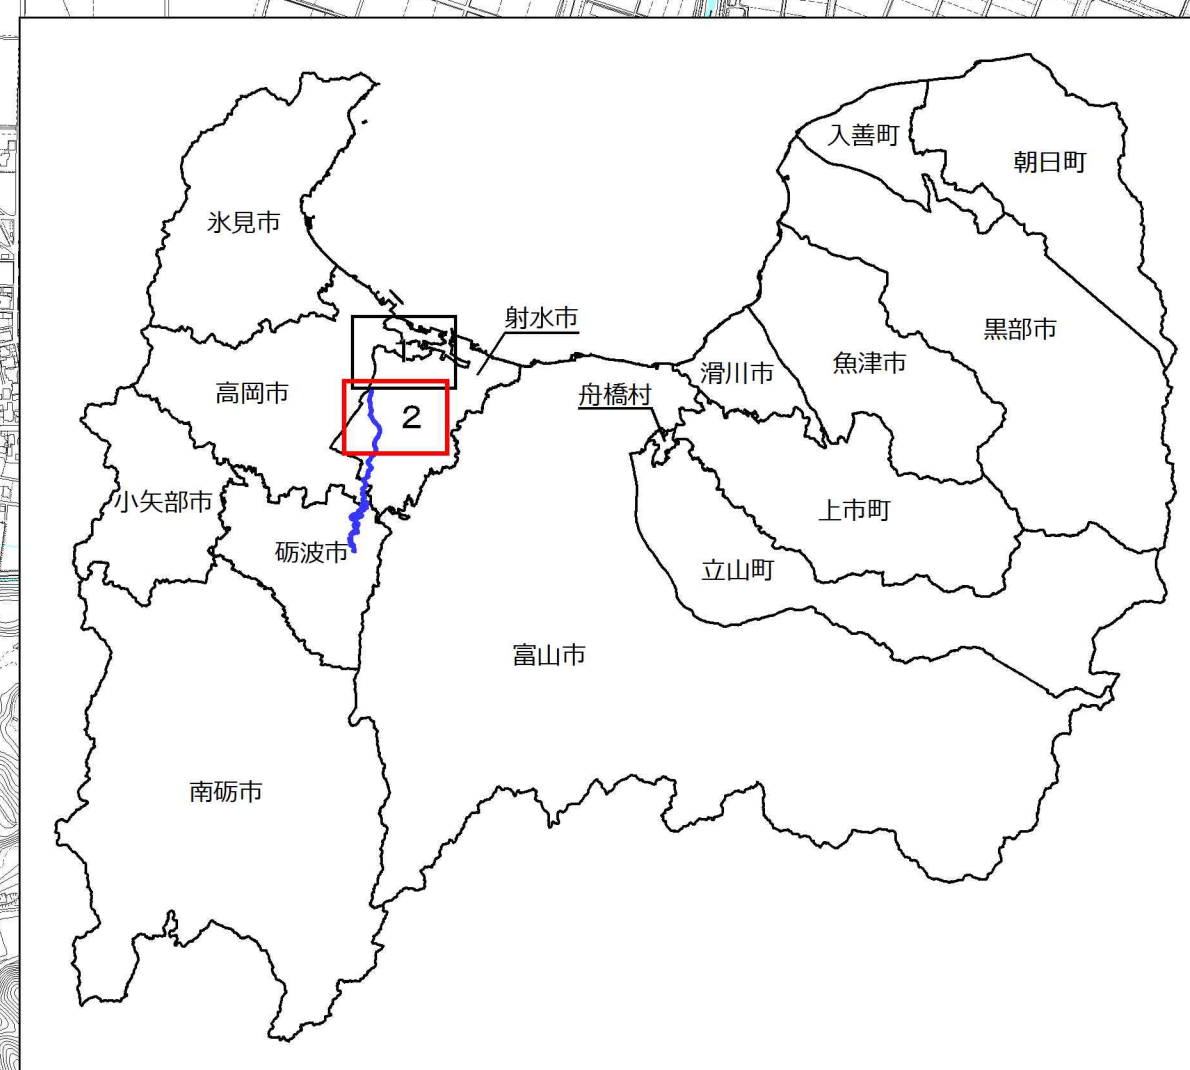 入善町
朝日町
氷見市
射水市
黒部市
魚津市
滑川市
高岡市
舟橋村
1
2
小矢部市
上市町
砺波市
立山町
富山市
南砺市